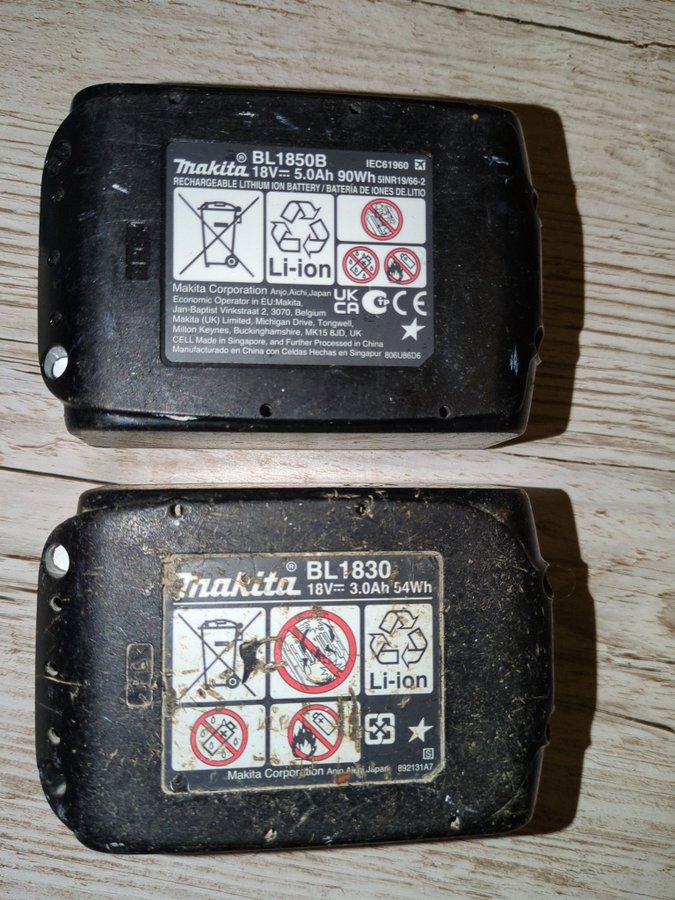 makita® BL1850B IEC61960
18V 5.0Ah 90Wh 5INR19/66-2
RECHARGEABLE LITHIUM ION BATTERY / BATERÍA DE IONES DE LITIO
Li-ion
Makita Corporation Anjo,Aichi,Japan
Economic Operator in EU:Makita,
Jan-Baptist Vinkstraat 2, 3070, Belgium
Makita (UK) Limited, Michigan Drive, Tongwell,
Milton Keynes, Buckinghamshire, MK15 8JD, UK
UK
CA
CE
CELL Made in Singapore, and Further Processed in China
Manufacturado en China con Celdas Hechas en Singapur 806U86D6
makita® BL1830
18V 3.0Ah 54Wh
Li-ion
S
Makita Corporation Anjo,Aichi,Japan 892131A7